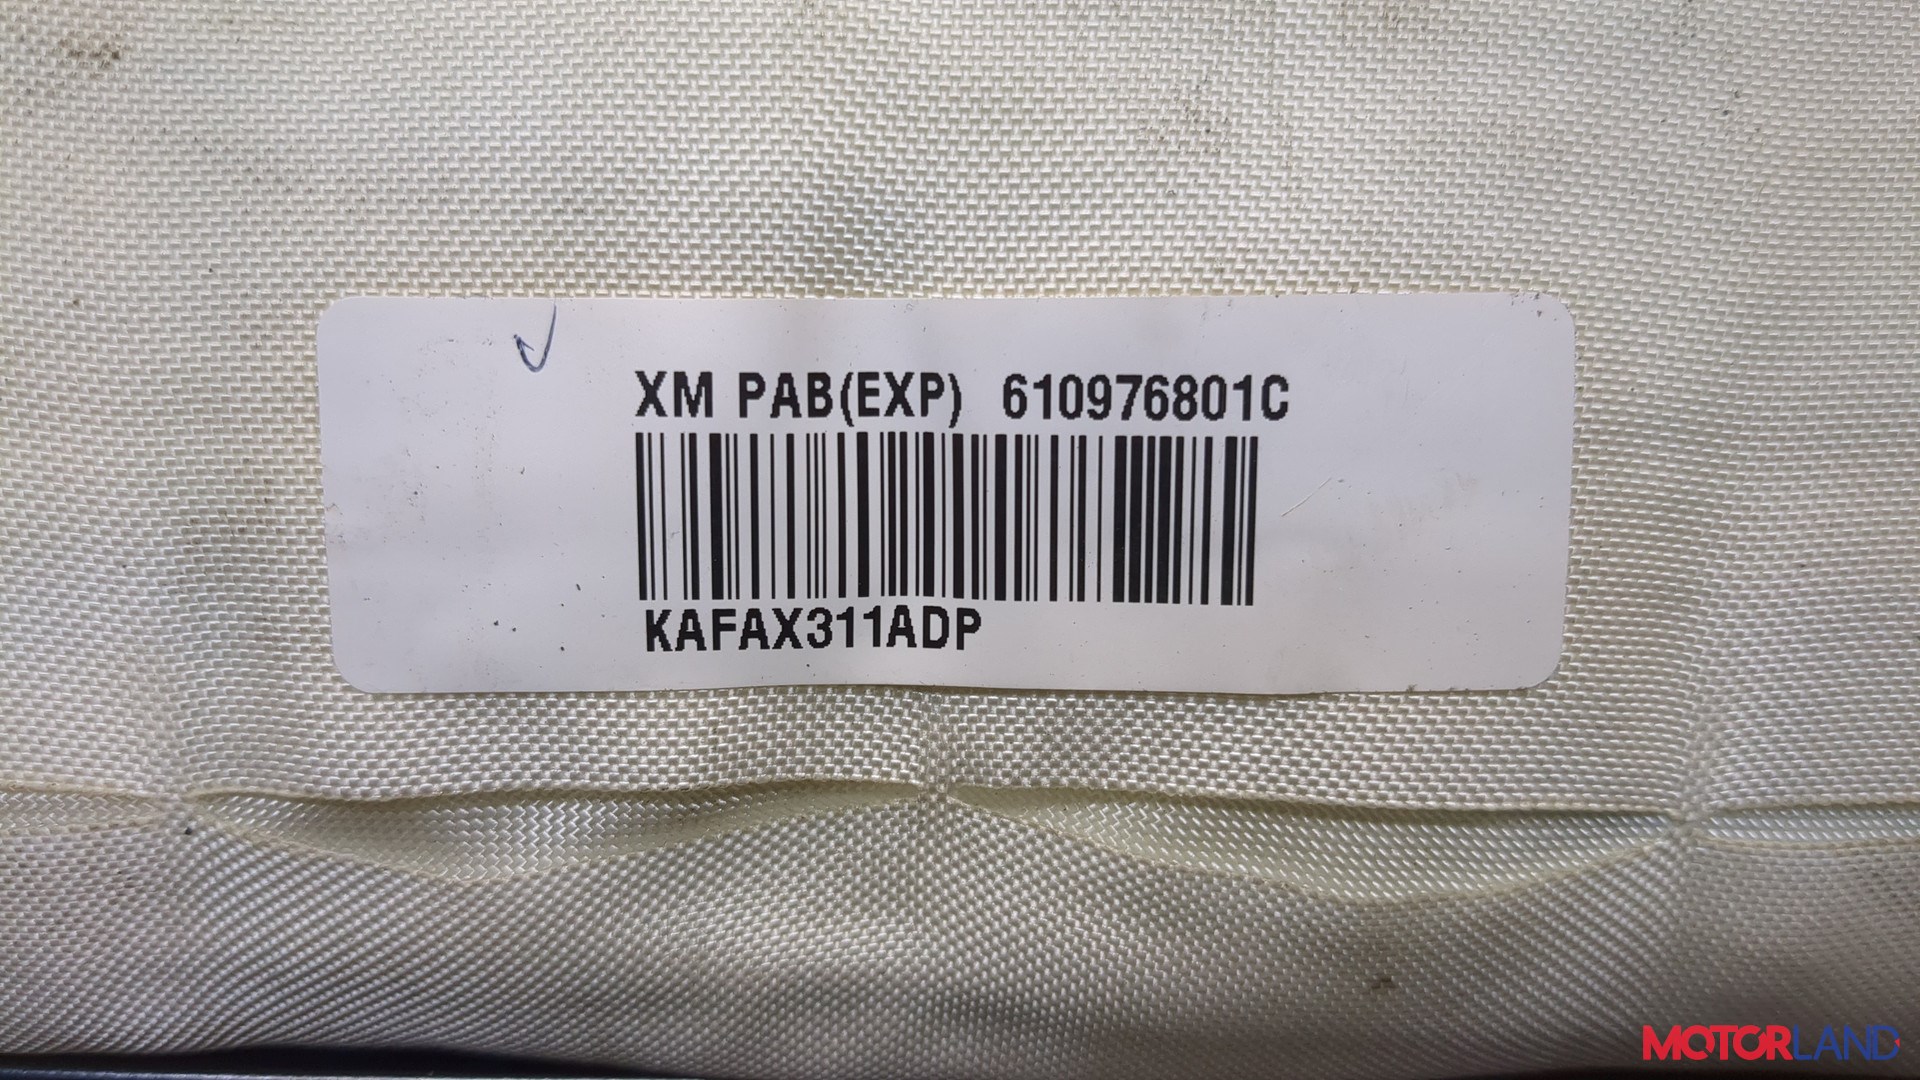 XM PAB(EXP) 610976801C
KAFAX311ADP
MOTORLAND